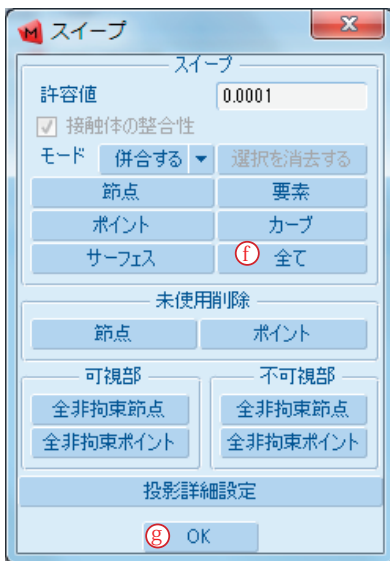 スイープ
スイープ
許容値 0.0001
接触体の整合性
モード 併合する 選択を消去する
節点 要素
ポイント カーブ
サーフェス ⓕ 全て
未使用削除
節点 ポイント
可視部 不可視部
全非拘束節点 全非拘束節点
全非拘束ポイント 全非拘束ポイント
投影詳細設定
ⓖ OK